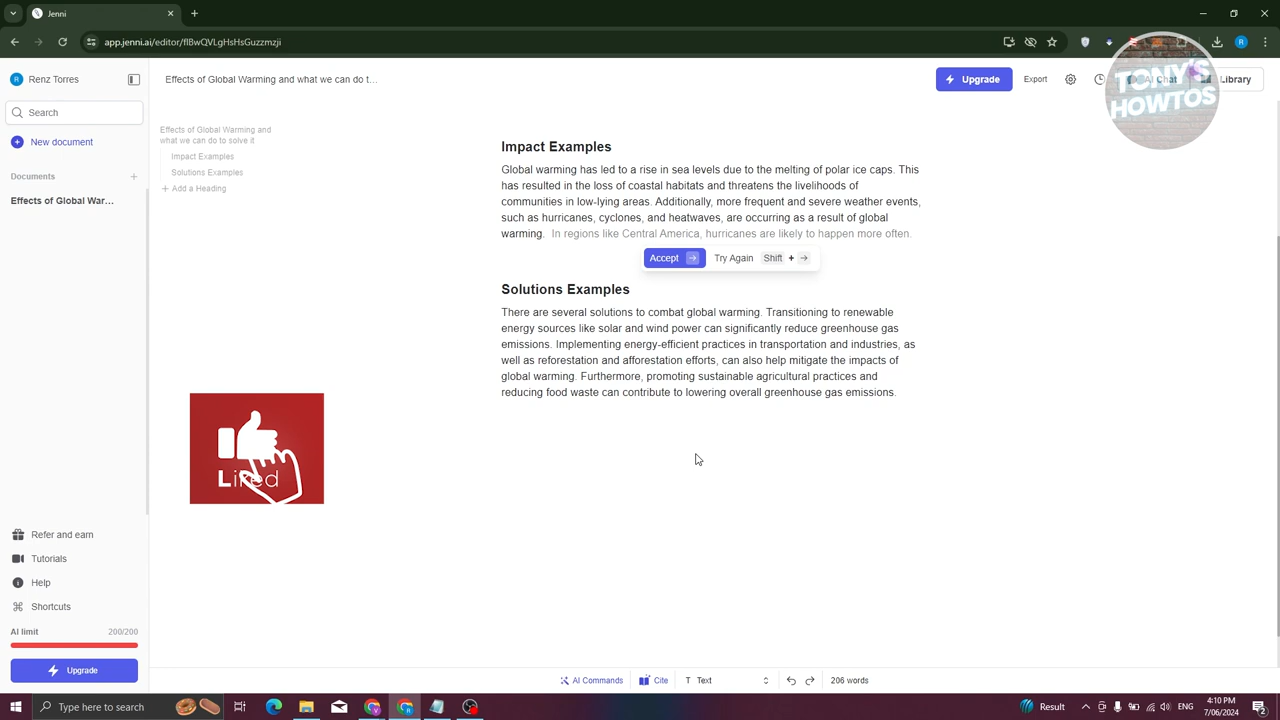 Jenni
app.jenni.ai/editor/flBwQVLgHsHsGuzzmzji
Renz Torres
Effects of Global Warming and what we can do t...
Upgrade
Export
AI Chat
Library
TONY'S
HOWTOS
Search
New document
Documents
Effects of Global War...
Effects of Global Warming and
what we can do to solve it
Impact Examples
Solutions Examples
Add a Heading
Impact Examples
Global warming has led to a rise in sea levels due to the melting of polar ice caps. This
has resulted in the loss of coastal habitats and threatens the livelihoods of
communities in low-lying areas. Additionally, more frequent and severe weather events,
such as hurricanes, cyclones, and heatwaves, are occurring as a result of global
warming. In regions like Central America, hurricanes are likely to happen more often.
Accept
Try Again Shift +
Solutions Examples
There are several solutions to combat global warming. Transitioning to renewable
energy sources like solar and wind power can significantly reduce greenhouse gas
emissions. Implementing energy-efficient practices in transportation and industries, as
well as reforestation and afforestation efforts, can also help mitigate the impacts of
global warming. Furthermore, promoting sustainable agricultural practices and
reducing food waste can contribute to lowering overall greenhouse gas emissions.
Liked
Refer and earn
Tutorials
Help
Shortcuts
AI limit 200/200
Upgrade
AI Commands
Cite
T Text
206 words
Type here to search
Result
4:10 PM
7/06/2024